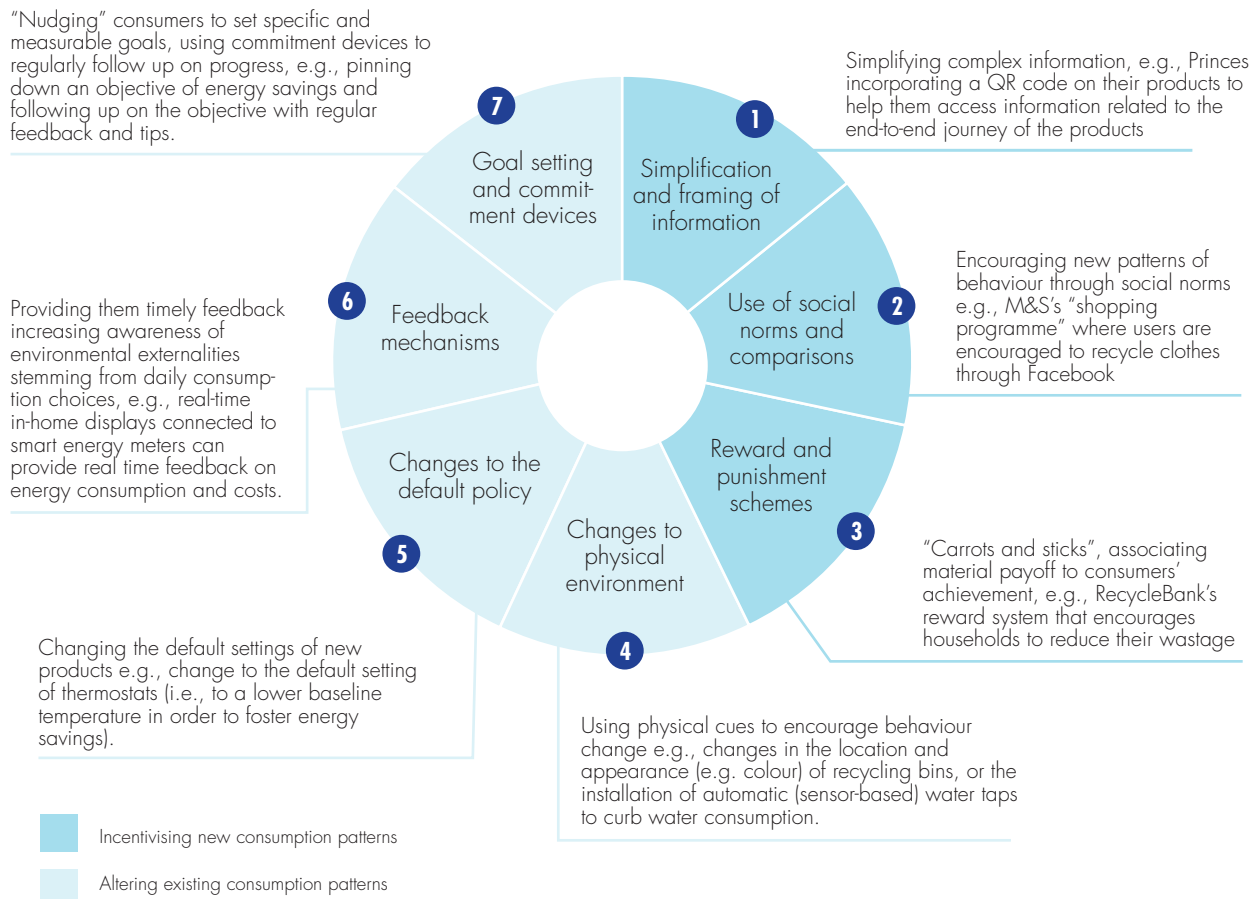 “Nudging” consumers to set specific and
measurable goals, using commitment devices to
regularly follow up on progress, e.g., pinning
down an objective of energy savings and
following up on the objective with regular
feedback and tips.
Simplifying complex information, e.g., Princes
incorporating a QR code on their products to
help them access information related to the
end-to-end journey of the products
7
1
Goal setting
and commit-
ment devices
Simplification
and framing of
information
Encouraging new patterns of
behaviour through social norms
e.g., M&S’s “shopping
programme” where users are
encouraged to recycle clothes
through Facebook
6
2
Feedback
mechanisms
Use of social
norms and
comparisons
Providing them timely feedback
increasing awareness of
environmental externalities
stemming from daily consump-
tion choices, e.g., real-time
in-home displays connected to
smart energy meters can
provide real time feedback on
energy consumption and costs.
Changes to the
default policy
Reward and
punishment
schemes
5
3
Changes to
physical
environment
4
“Carrots and sticks”, associating
material payoff to consumers’
achievement, e.g., RecycleBank’s
reward system that encourages
households to reduce their wastage
Changing the default settings of new
products e.g., change to the default setting
of thermostats (i.e., to a lower baseline
temperature in order to foster energy
savings).
Using physical cues to encourage behaviour
change e.g., changes in the location and
appearance (e.g. colour) of recycling bins, or the
installation of automatic (sensor-based) water taps
to curb water consumption.
Incentivising new consumption patterns
Altering existing consumption patterns